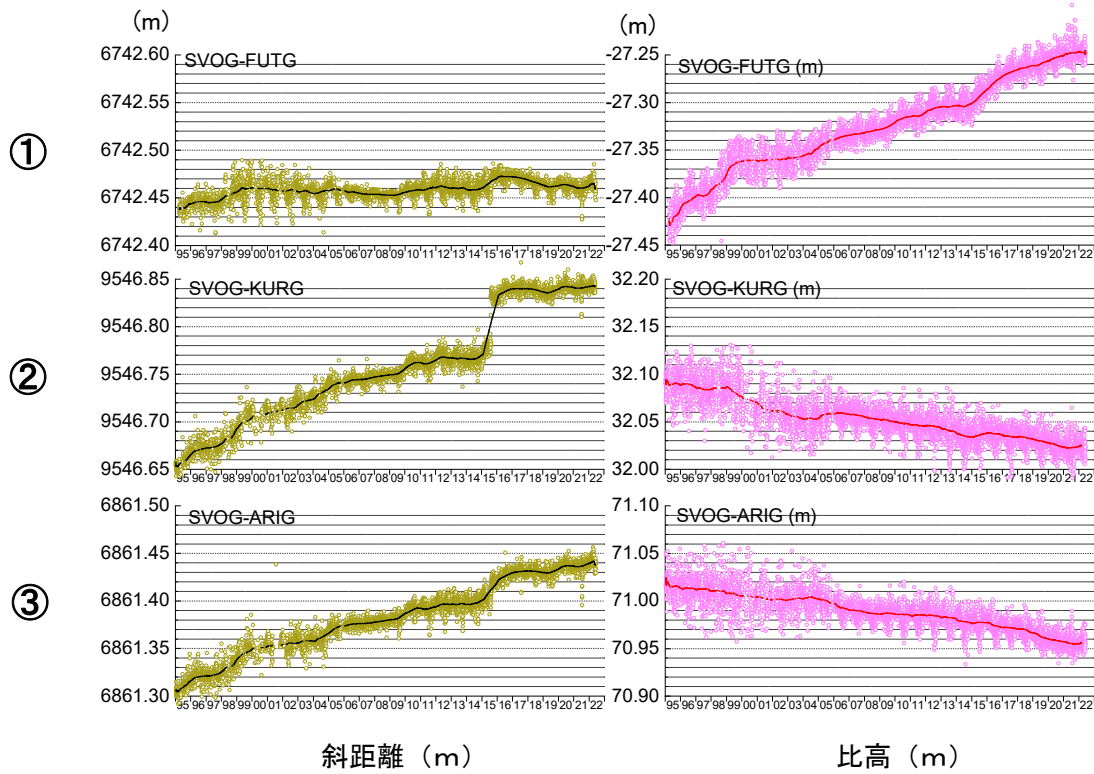 （m）
（m）
①
SVOG-FUTG
6742.60
6742.55
6742.50
6742.45
6742.40
95 96 97 98 99 00 01 02 03 04 05 06 07 08 09 10 11 12 13 14 15 16 17 18 19 20 21 22
SVOG-FUTG (m)
-27.25
-27.30
-27.35
-27.40
-27.45
95 96 97 98 99 00 01 02 03 04 05 06 07 08 09 10 11 12 13 14 15 16 17 18 19 20 21 22
②
SVOG-KURG
9546.85
9546.80
9546.75
9546.70
9546.65
95 96 97 98 99 00 01 02 03 04 05 06 07 08 09 10 11 12 13 14 15 16 17 18 19 20 21 22
SVOG-KURG (m)
32.20
32.15
32.10
32.05
32.00
95 96 97 98 99 00 01 02 03 04 05 06 07 08 09 10 11 12 13 14 15 16 17 18 19 20 21 22
③
SVOG-ARIG
6861.50
6861.45
6861.40
6861.35
6861.30
95 96 97 98 99 00 01 02 03 04 05 06 07 08 09 10 11 12 13 14 15 16 17 18 19 20 21 22
SVOG-ARIG (m)
71.10
71.05
71.00
70.95
70.90
95 96 97 98 99 00 01 02 03 04 05 06 07 08 09 10 11 12 13 14 15 16 17 18 19 20 21 22
斜距離（ｍ）
比高（ｍ）